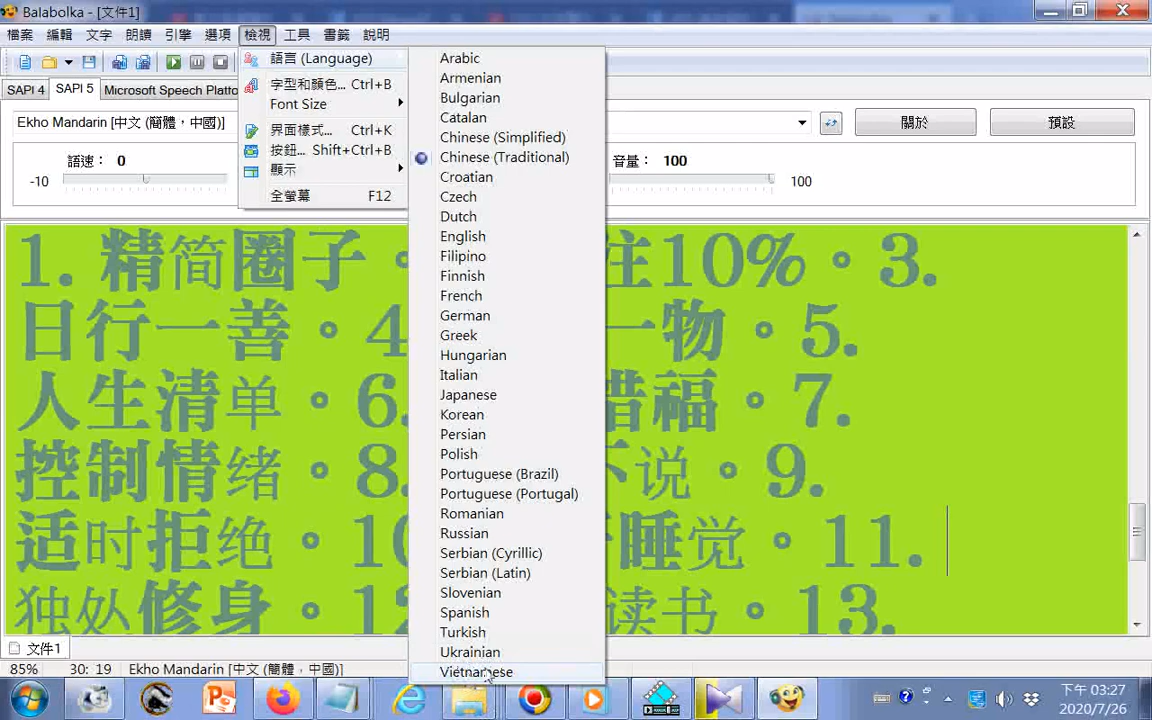 Balabolka - [文件1]
檔案 編輯 文字 朗讀 引擎 選項 檢視 工具 書籤 說明
SAPI 4 SAPI 5 Microsoft Speech Platfo
Ekho Mandarin [中文 (簡體，中國)]
關於 預設
語速： 0
-10
音量： 100
100
語言 (Language)
字型和顏色... Ctrl+B
Font Size
界面樣式... Ctrl+K
按鈕... Shift+Ctrl+B
顯示
全螢幕 F12
Arabic
Armenian
Bulgarian
Catalan
Chinese (Simplified)
Chinese (Traditional)
Croatian
Czech
Dutch
English
Filipino
Finnish
French
German
Greek
Hungarian
Italian
Japanese
Korean
Persian
Polish
Portuguese (Brazil)
Portuguese (Portugal)
Romanian
Russian
Serbian (Cyrillic)
Serbian (Latin)
Slovenian
Spanish
Turkish
Ukrainian
Vietnamese
1. 精简圈子。 住10%。3.
日行一善。4 一物。5.
人生清单。6. 惜福。7.
控制情绪。8. 不说。9.
适时拒绝。10 睡觉。11.
独处修身。12 读书。13.
文件1
85% 30: 19 Ekho Mandarin [中文 (簡體，中國)]
下午 03:27
2020/7/26